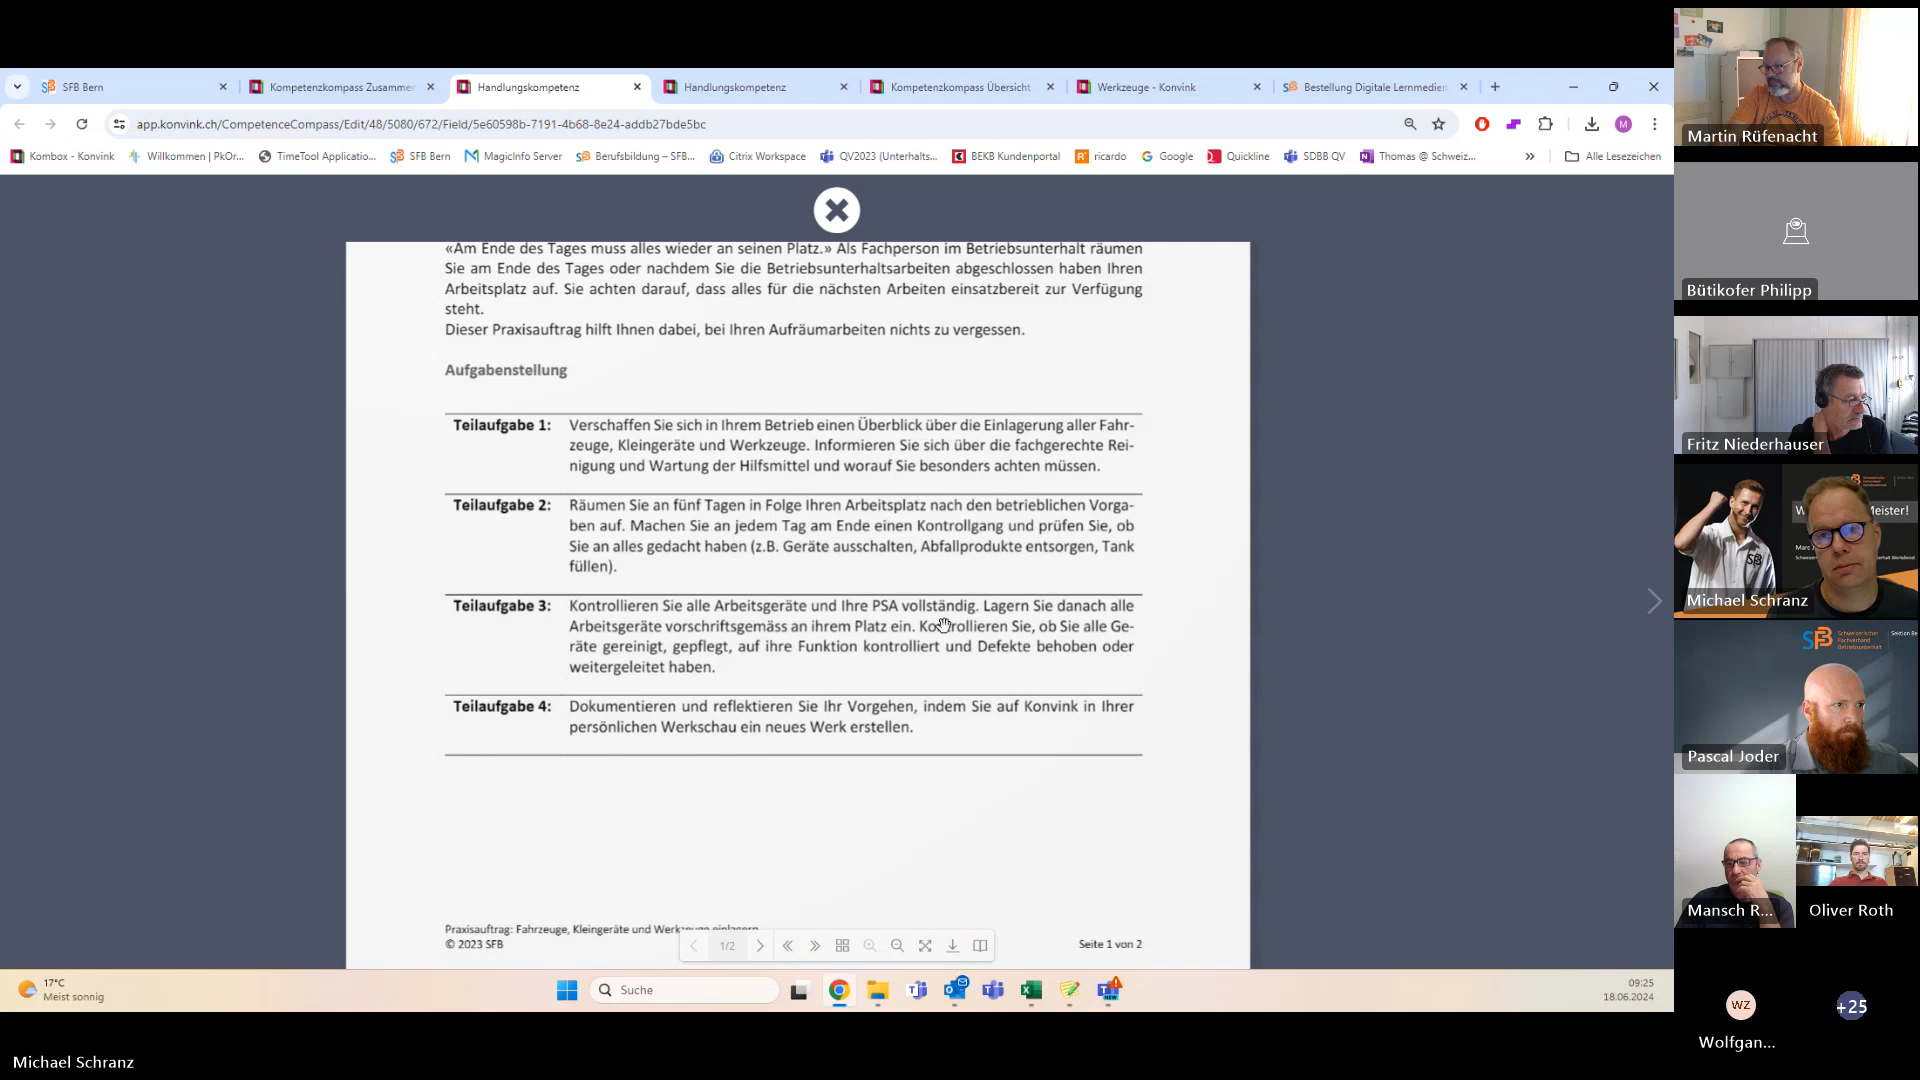 SFB Bern
Kompetenzkompass Zusammer
Handlungskompetenz
Handlungskompetenz
Kompetenzkompass Übersicht
Werkzeuge - Konvink
Bestellung Digitale Lernmedien
app.konvink.ch/CompetenceCompass/Edit/48/5080/672/Field/5e60598b-7191-4b68-8e24-addb27bde5bc
M
Kombox - Konvink
Willkommen | PkOr...
TimeTool Applicatio...
SFB Bern
MagicInfo Server
Berufsbildung – SFB...
Citrix Workspace
QV2023 (Unterhalts...
BEKB Kundenportal
ricardo
Google
Quickline
SDBB QV
Thomas @ Schweiz...
Alle Lesezeichen
«Am Ende des Tages muss alles wieder an seinen Platz.» Als Fachperson im Betriebsunterhalt räumen
Sie am Ende des Tages oder nachdem Sie die Betriebsunterhaltsarbeiten abgeschlossen haben Ihren
Arbeitsplatz auf. Sie achten darauf, dass alles für die nächsten Arbeiten einsatzbereit zur Verfügung
steht.
Dieser Praxisauftrag hilft Ihnen dabei, bei Ihren Aufräumarbeiten nichts zu vergessen.
Aufgabenstellung
Teilaufgabe 1: Verschaffen Sie sich in Ihrem Betrieb einen Überblick über die Einlagerung aller Fahr-
zeuge, Kleingeräte und Werkzeuge. Informieren Sie sich über die fachgerechte Rei-
nigung und Wartung der Hilfsmittel und worauf Sie besonders achten müssen.
Teilaufgabe 2: Räumen Sie an fünf Tagen in Folge Ihren Arbeitsplatz nach den betrieblichen Vorga-
ben auf. Machen Sie an jedem Tag am Ende einen Kontrollgang und prüfen Sie, ob
Sie an alles gedacht haben (z.B. Geräte ausschalten, Abfallprodukte entsorgen, Tank
füllen).
Teilaufgabe 3: Kontrollieren Sie alle Arbeitsgeräte und Ihre PSA vollständig. Lagern Sie danach alle
Arbeitsgeräte vorschriftsgemäss an ihrem Platz ein. Kontrollieren Sie, ob Sie alle Ge-
räte gereinigt, gepflegt, auf ihre Funktion kontrolliert und Defekte behoben oder
weitergeleitet haben.
Teilaufgabe 4: Dokumentieren und reflektieren Sie Ihr Vorgehen, indem Sie auf Konvink in Ihrer
persönlichen Werkschau ein neues Werk erstellen.
Praxisauftrag: Fahrzeuge, Kleingeräte und Werkzeuge einlagern
© 2023 SFB
1/2
Seite 1 von 2
17°C
Meist sonnig
Suche
09:25
18.06.2024
Michael Schranz
Martin Rüfenacht
Bütikofer Philipp
Fritz Niederhauser
Meister!
Michael Schranz
SFB
Schweizerischer
Fachverband
Betriebsunterhalt
Sektion Be
Pascal Joder
Mansch R...
Oliver Roth
WZ
+25
Wolfgan...